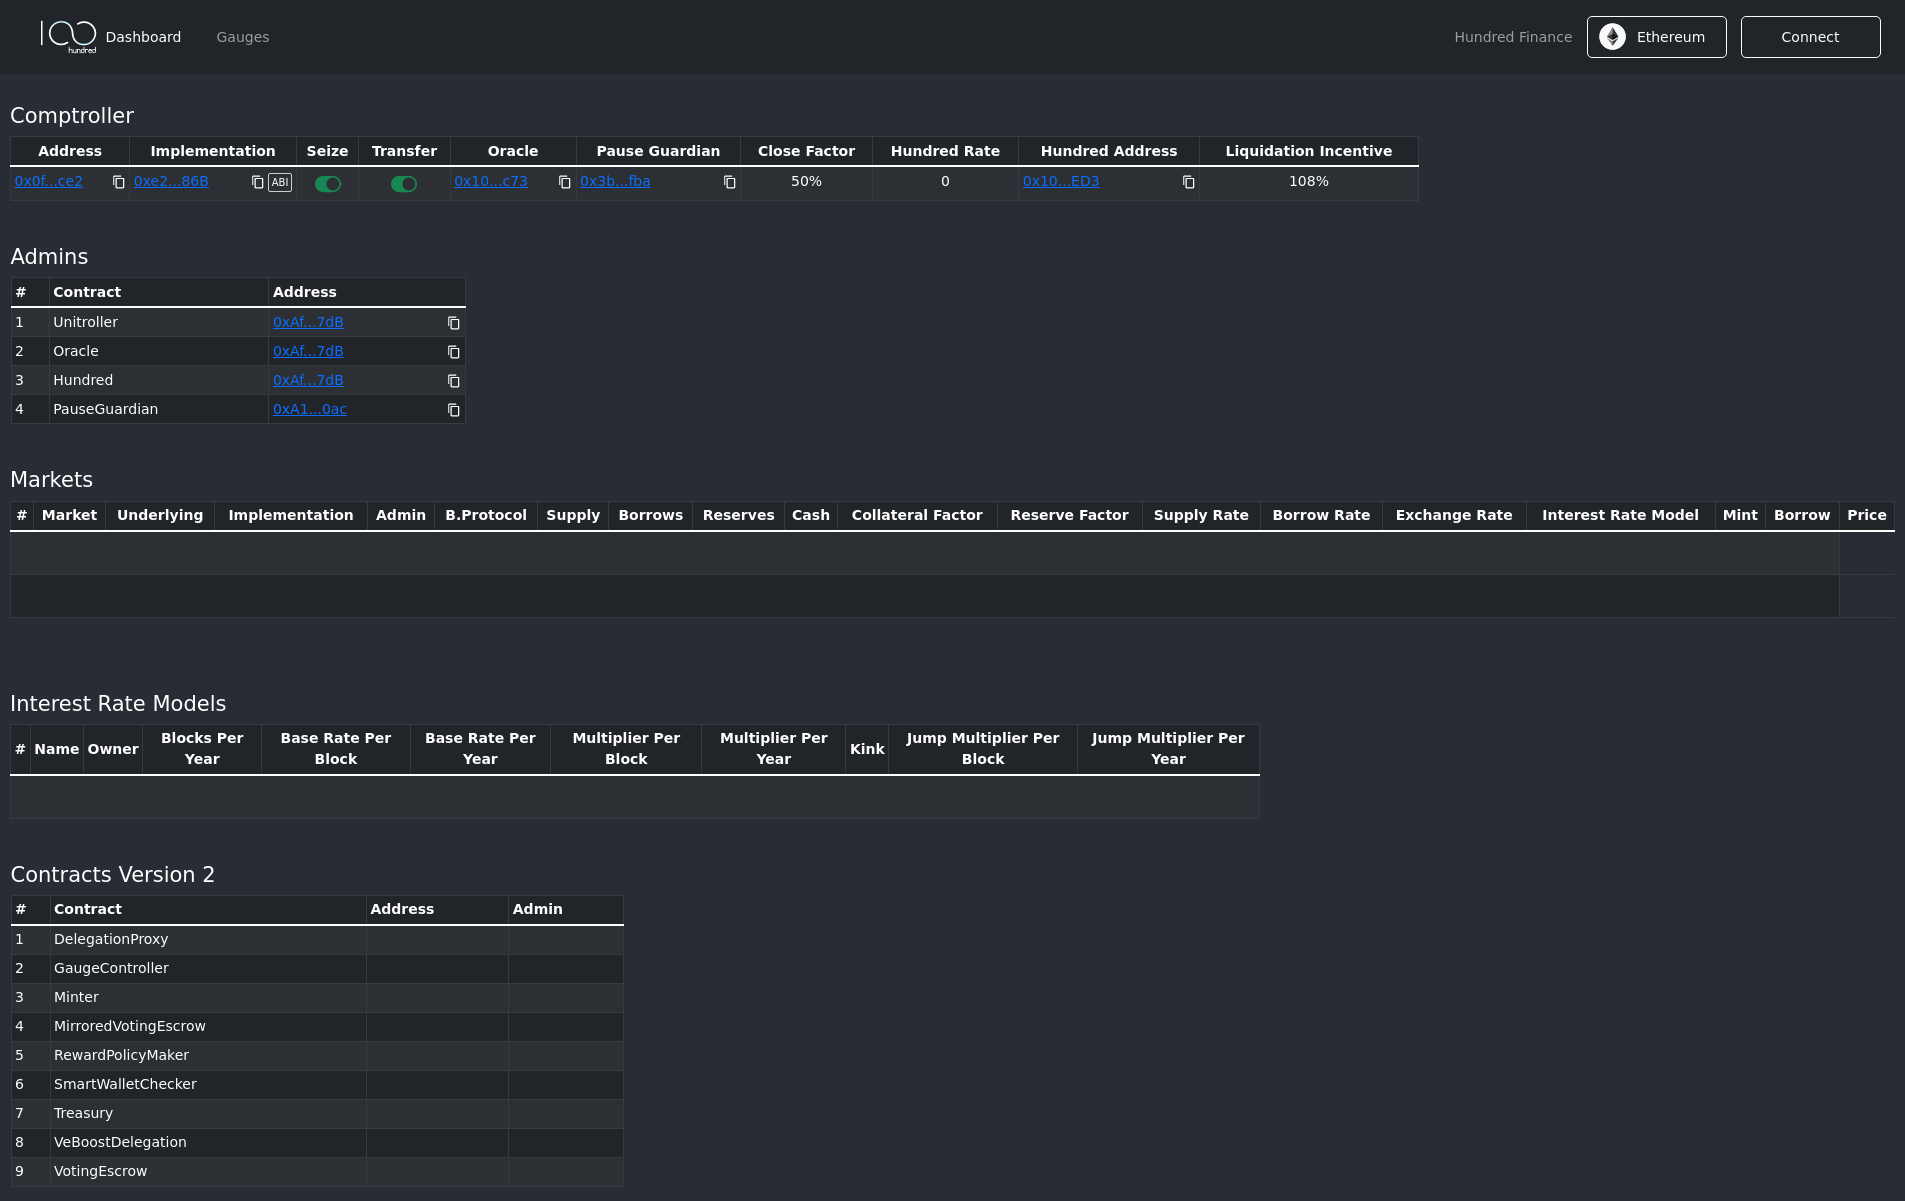 100 hundred Dashboard Gauges Hundred Finance Ethereum Connect
Comptroller
Address Implementation Seize Transfer Oracle Pause Guardian Close Factor Hundred Rate Hundred Address Liquidation Incentive
0x0f...ce2 0xe2...86B ABI 0x10...c73 0x3b...fba 50% 0 0x10...ED3 108%
Admins
# Contract Address
1 Unitroller 0xAf...7dB
2 Oracle 0xAf...7dB
3 Hundred 0xAf...7dB
4 PauseGuardian 0xA1...0ac
Markets
# Market Underlying Implementation Admin B.Protocol Supply Borrows Reserves Cash Collateral Factor Reserve Factor Supply Rate Borrow Rate Exchange Rate Interest Rate Model Mint Borrow Price
Interest Rate Models
# Name Owner Blocks Per Year Base Rate Per Block Base Rate Per Year Multiplier Per Block Multiplier Per Year Kink Jump Multiplier Per Block Jump Multiplier Per Year
Contracts Version 2
# Contract Address Admin
1 DelegationProxy
2 GaugeController
3 Minter
4 MirroredVotingEscrow
5 RewardPolicyMaker
6 SmartWalletChecker
7 Treasury
8 VeBoostDelegation
9 VotingEscrow